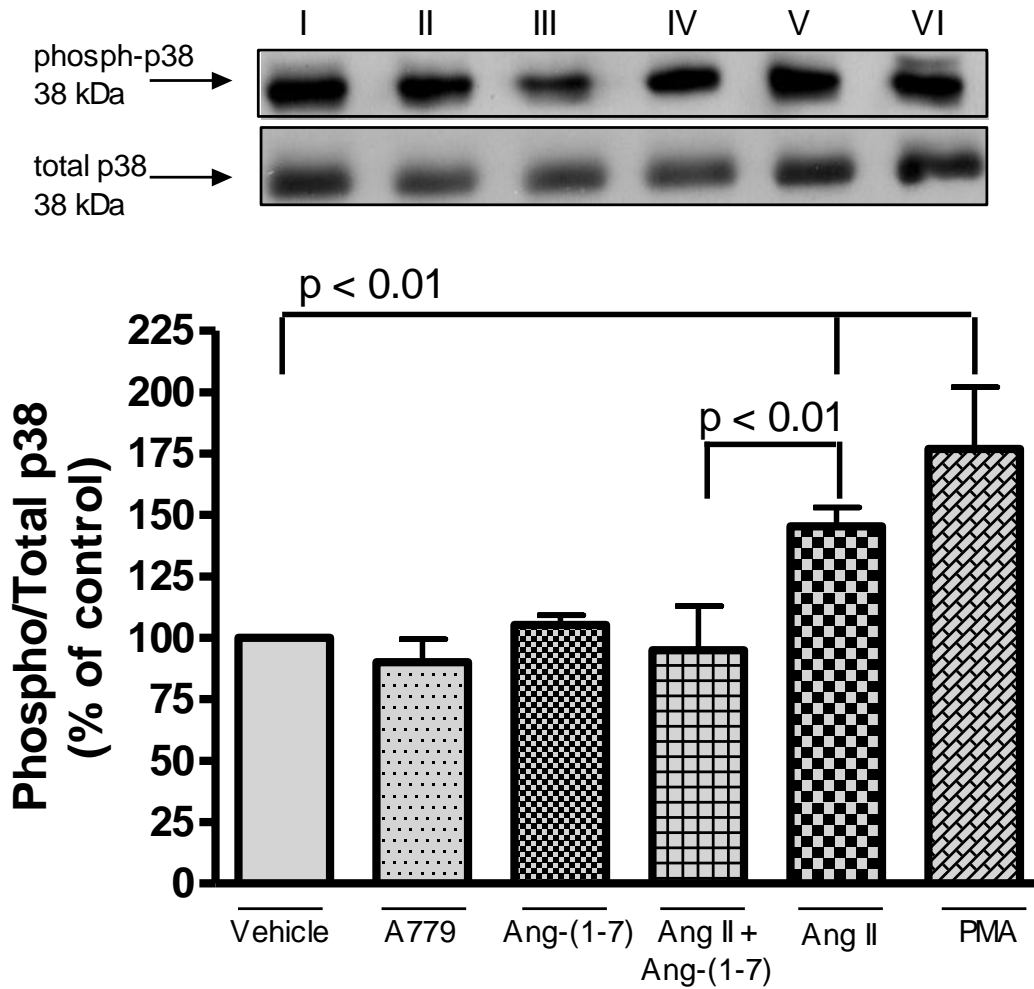 I II III IV V VI
phosph-p38
38 kDa
total p38
38 kDa
p < 0.01
p < 0.01
225
200
175
150
125
100
75
50
25
0
Phospho/Total p38
(% of control)
Vehicle A779 Ang-(1-7) Ang II + Ang II PMA
Ang-(1-7)